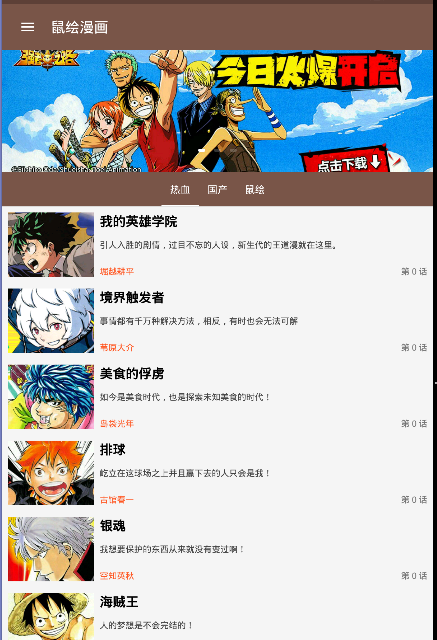 鼠绘漫画
今日火爆开启
点击下载
热血
国产
鼠绘
我的英雄学院
引人入胜的剧情，过目不忘的人设，新生代的王道漫就在这里。
堀越耕平
第 0 话
境界触发者
事情都有千万种解决方法，相反，有时也会无法可解
苇原大介
第 0 话
美食的俘虏
如今是美食时代，也是探索未知美食的时代！
岛袋光年
第 0 话
排球
屹立在这球场之上并且赢下去的人只会是我！
古馆春一
第 0 话
银魂
我想要保护的东西从来就没有变过啊！
空知英秋
第 0 话
海贼王
人的梦想是不会完结的！